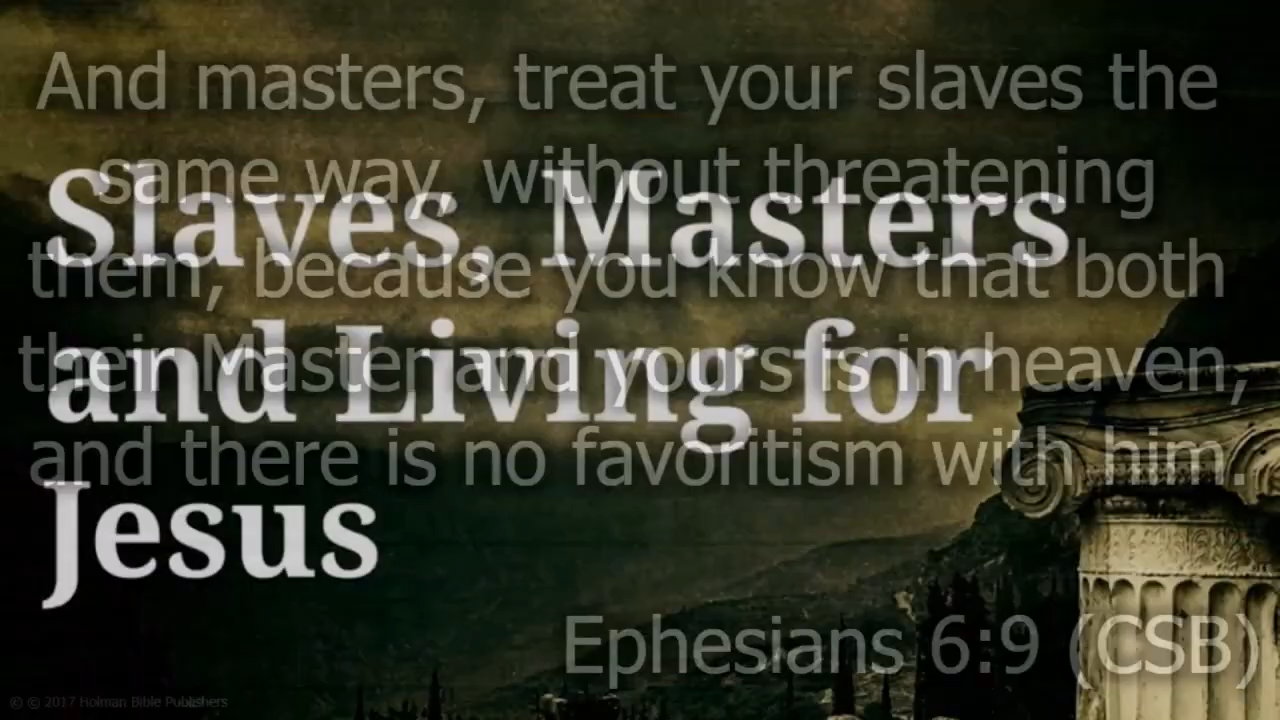 And masters, treat your slaves the
same way, without threatening
them, because you know that both
their Master and yours is in heaven,
and there is no favoritism with him.
Ephesians 6:9 (CSB)
Slaves, Masters
and Living for
Jesus
© © 2017 Holman Bible Publishers